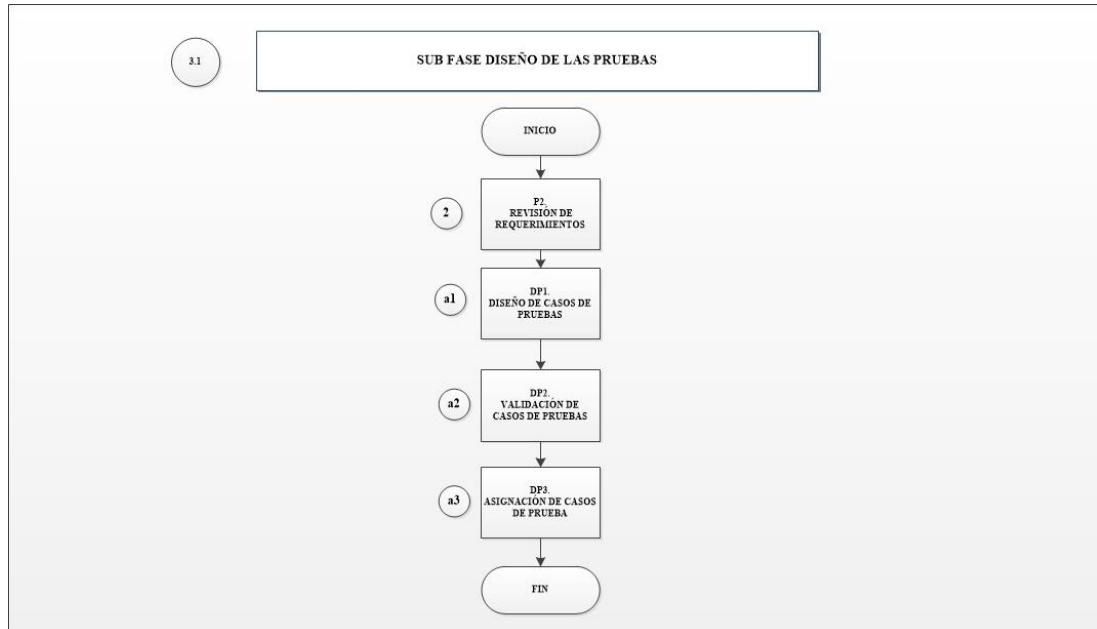 3.1
SUB FASE DISEÑO DE LAS PRUEBAS
INICIO
2
P2.
REVISIÓN DE
REQUERIMIENTOS
a1
DP1.
DISEÑO DE CASOS DE
PRUEBAS
a2
DP2.
VALIDACIÓN DE
CASOS DE PRUEBAS
a3
DP3.
ASIGNACIÓN DE CASOS
DE PRUEBA
FIN